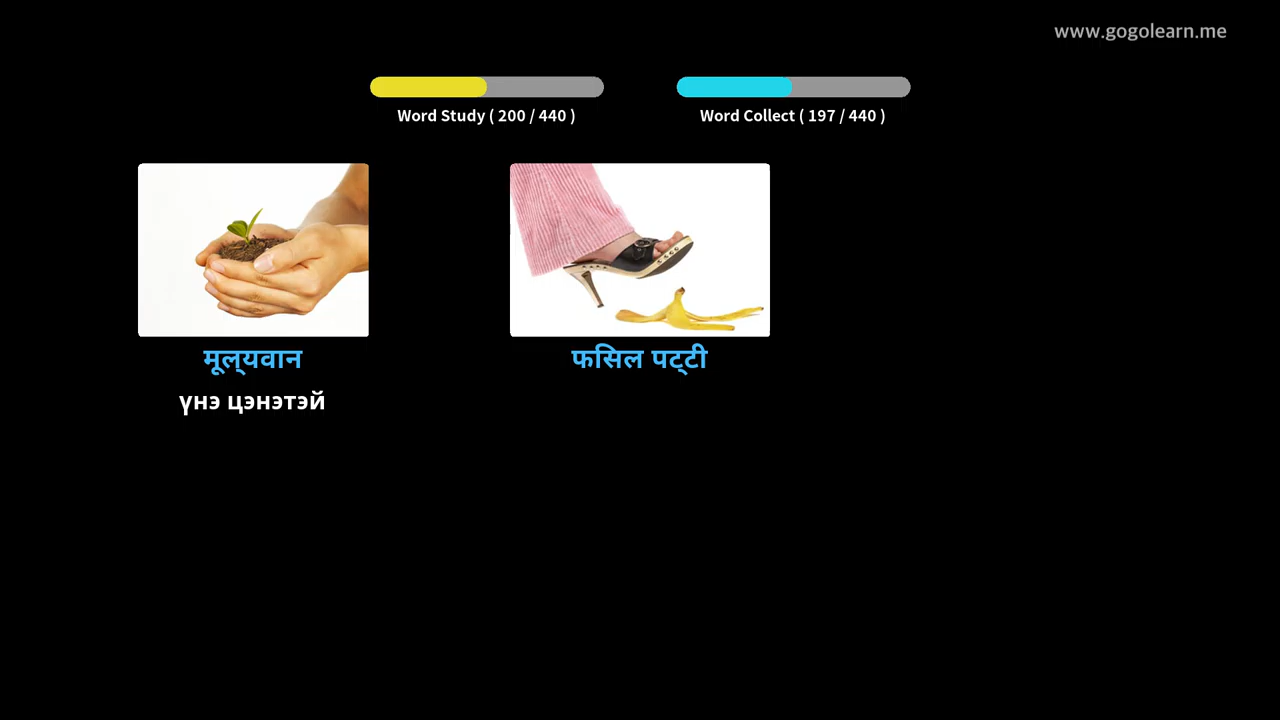 www.gogolearn.me
Word Study ( 200 / 440 )
Word Collect ( 197 / 440 )
मूल्‌यवान
फसिल पट्‌टी
үнэ цэнэтэй